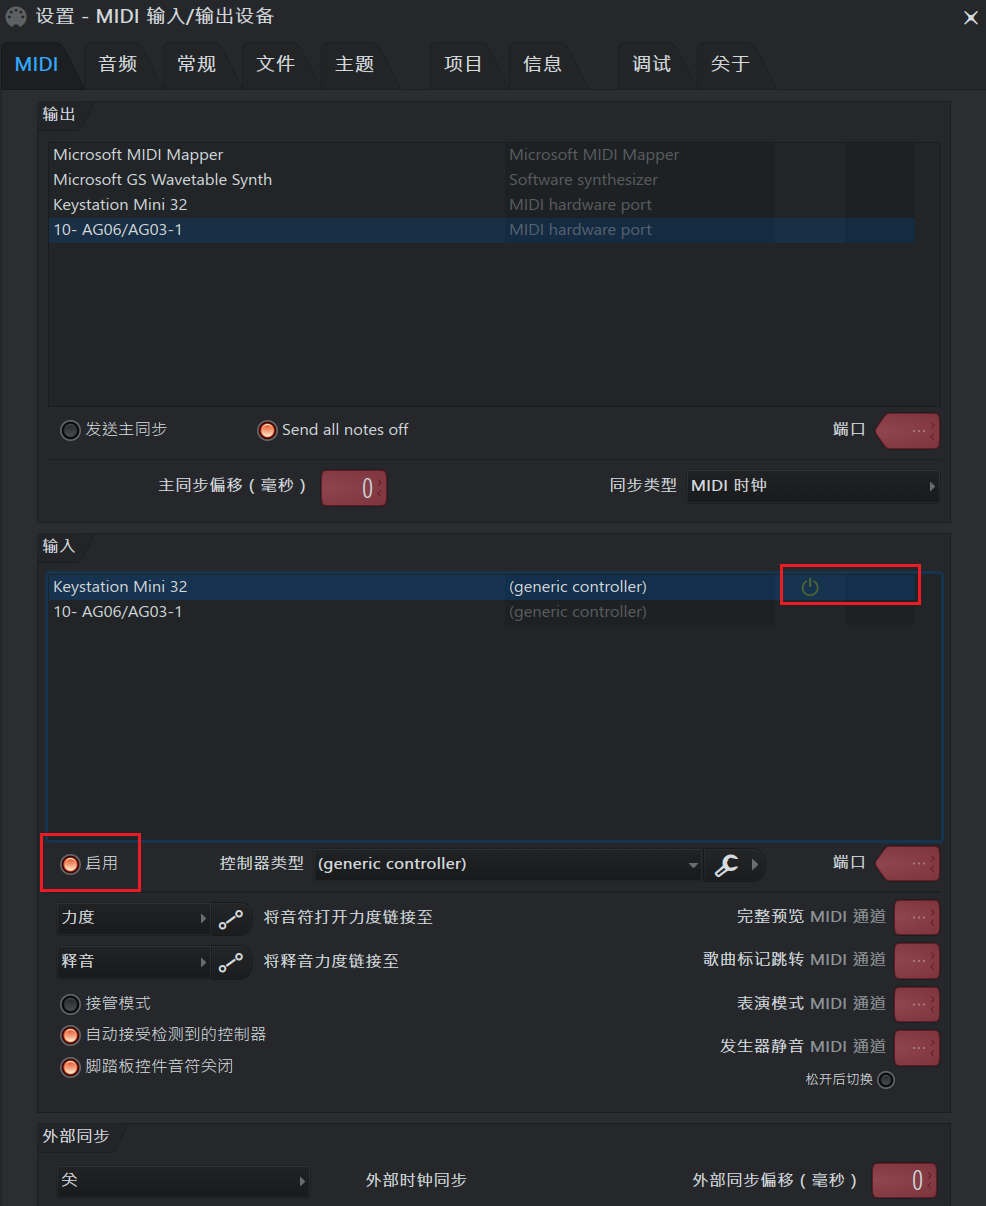 设置 - MIDI 输入/输出设备
MIDI 音频 常规 文件 主题 项目 信息 调试 关于
输出
Microsoft MIDI Mapper Microsoft MIDI Mapper
Microsoft GS Wavetable Synth Software synthesizer
Keystation Mini 32 MIDI hardware port
10- AG06/AG03-1 MIDI hardware port
发送主同步 Send all notes off 端口 ...
主同步偏移（毫秒） 0 同步类型 MIDI 时钟
输入
Keystation Mini 32 (generic controller)
10- AG06/AG03-1 (generic controller)
启用 控制器类型 (generic controller) 端口 ...
力度 将音符打开力度链接至 完整预览 MIDI 通道 ...
释音 将释音力度链接至 歌曲标记跳转 MIDI 通道 ...
接管模式 表演模式 MIDI 通道 ...
自动接受检测到的控制器
脚踏板控件音符关闭 发生器静音 MIDI 通道 ...
松开后切换
外部同步
关 外部时钟同步 外部同步偏移（毫秒） 0